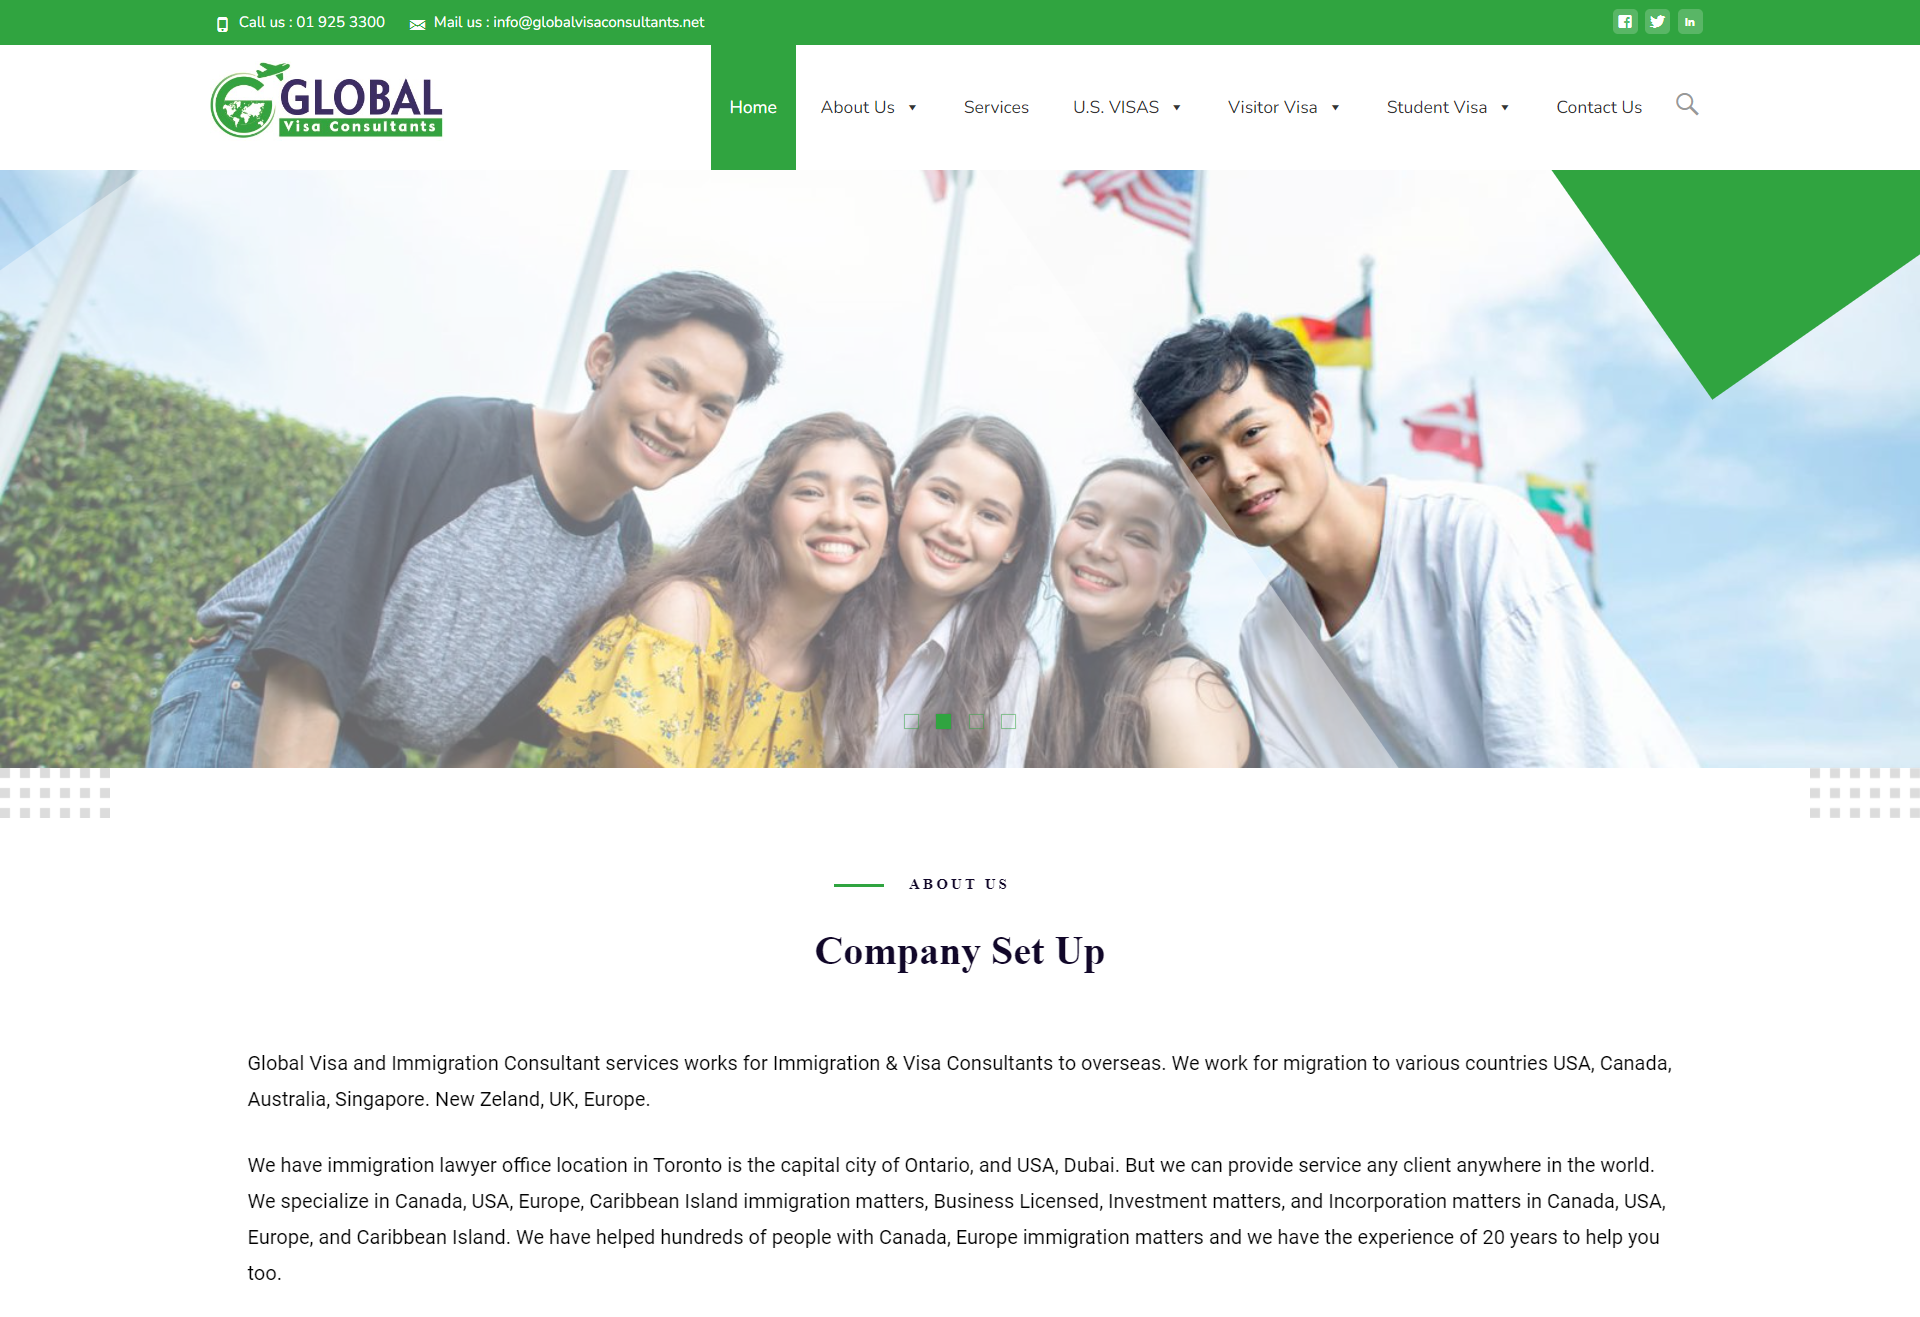 Call us : 01 925 3300 Mail us : info@globalvisaconsultants.net
GLOBAL
Visa Consultants
Home About Us Services U.S. VISAS Visitor Visa Student Visa Contact Us
ABOUT US
Company Set Up
Global Visa and Immigration Consultant services works for Immigration & Visa Consultants to overseas. We work for migration to various countries USA, Canada,
Australia, Singapore. New Zeland, UK, Europe.
We have immigration lawyer office location in Toronto is the capital city of Ontario, and USA, Dubai. But we can provide service any client anywhere in the world.
We specialize in Canada, USA, Europe, Caribbean Island immigration matters, Business Licensed, Investment matters, and Incorporation matters in Canada, USA,
Europe, and Caribbean Island. We have helped hundreds of people with Canada, Europe immigration matters and we have the experience of 20 years to help you
too.